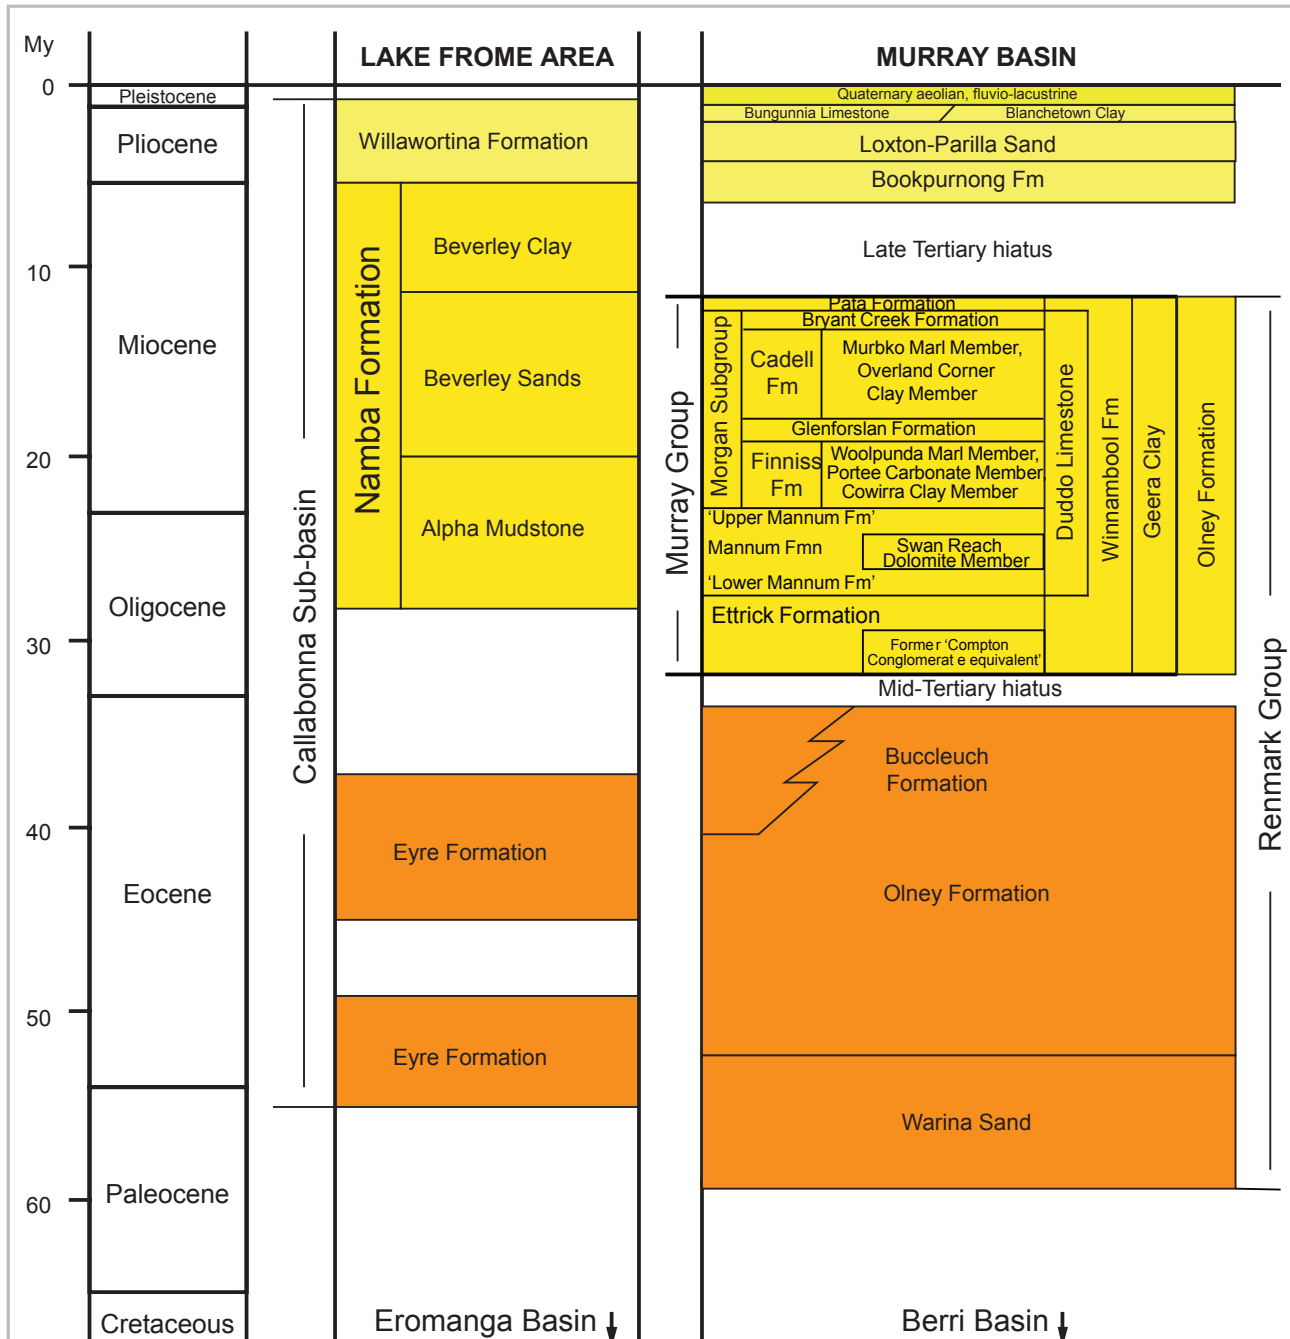 My
LAKE FROME AREA
MURRAY BASIN
0
10
20
30
40
50
60
Pleistocene
Pliocene
Miocene
Oligocene
Eocene
Paleocene
Cretaceous
Callabonna Sub-basin
Willawortina Formation
Namba Formation
Beverley Clay
Beverley Sands
Alpha Mudstone
Eyre Formation
Eyre Formation
Eromanga Basin
Quaternary aeolian, fluvio-lacustrine
Bungunnia Limestone
Blanchetown Clay
Loxton-Parilla Sand
Bookpurnong Fm
Late Tertiary hiatus
Murray Group
Pata Formation
Morgan Subgroup
Bryant Creek Formation
Cadell
Fm
Murbko Marl Member,
Overland Corner
Clay Member
Glenforslan Formation
Finniss
Fm
Woolpunda Marl Member,
Portee Carbonate Member,
Cowirra Clay Member
'Upper Mannum Fm'
Mannum Fmn
Swan Reach
Dolomite Member
'Lower Mannum Fm'
Ettrick Formation
Former 'Compton
Conglomerat e equivalent'
Duddo Limestone
Winnambool Fm
Geera Clay
Olney Formation
Mid-Tertiary hiatus
Buccleuch
Formation
Olney Formation
Warina Sand
Renmark Group
Berri Basin